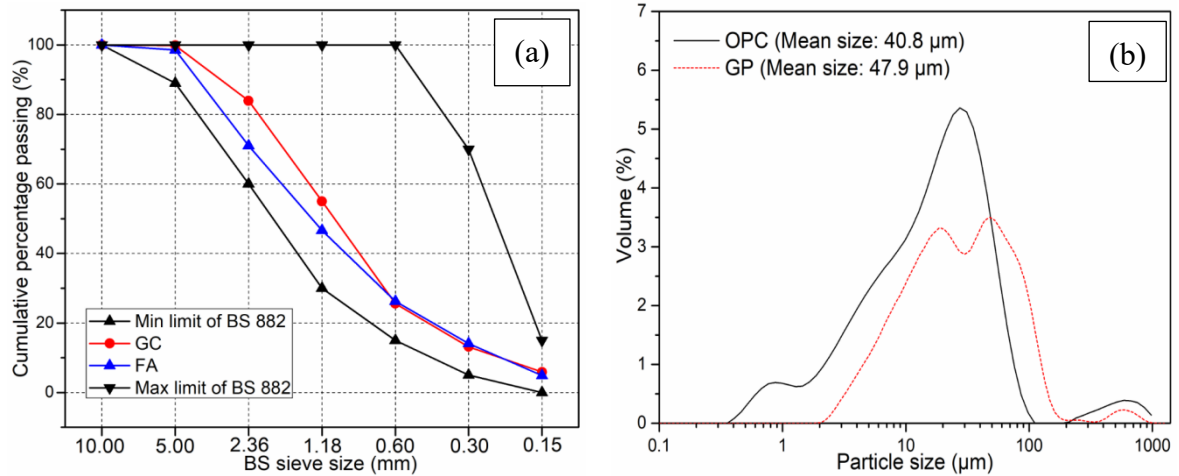 (a)
Cumulative percentage passing (%)
100
80
60
40
20
0
Min limit of BS 882
GC
FA
Max limit of BS 882
10.00 5.00 2.36 1.18 0.60 0.30 0.15
BS sieve size (mm)
(b)
OPC (Mean size: 40.8 μm)
GP (Mean size: 47.9 μm)
Volume (%)
7
6
5
4
3
2
1
0
0.1 1 10 100 1000
Particle size (μm)